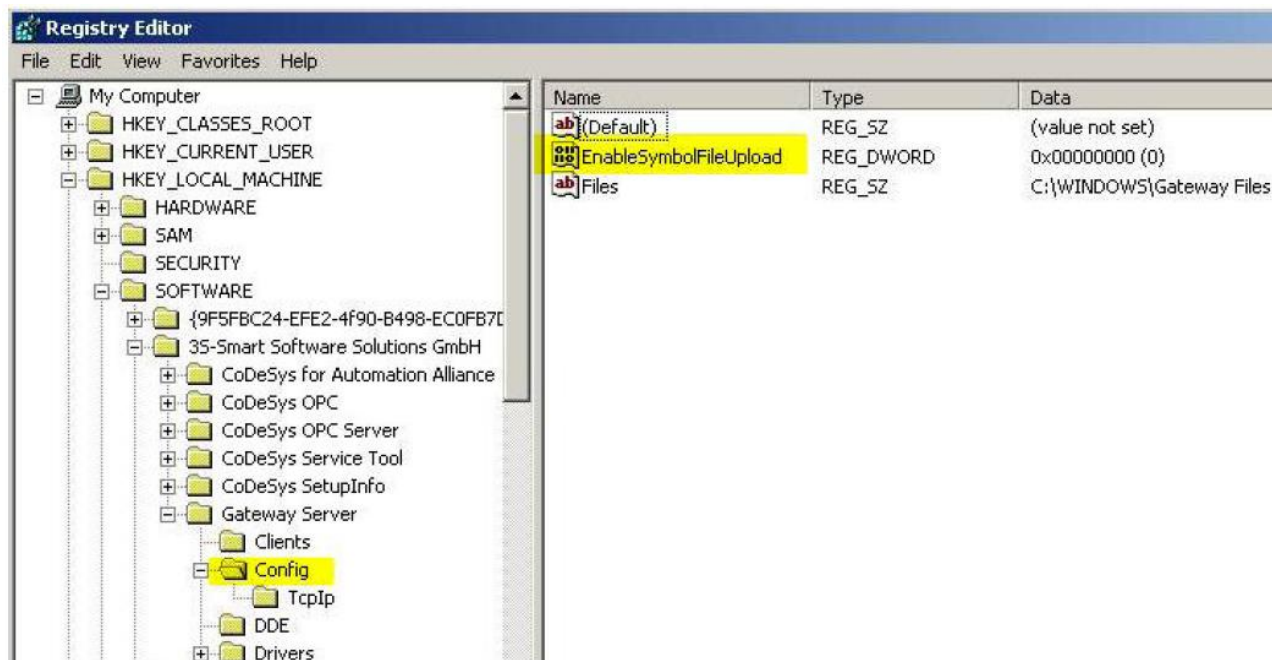 Registry Editor
File Edit View Favorites Help
My Computer
HKEY_CLASSES_ROOT
HKEY_CURRENT_USER
HKEY_LOCAL_MACHINE
HARDWARE
SAM
SECURITY
SOFTWARE
{9F5FBC24-EFE2-4f90-B498-EC0FB7D
3S-Smart Software Solutions GmbH
CoDeSys for Automation Alliance
CoDeSys OPC
CoDeSys OPC Server
CoDeSys Service Tool
CoDeSys SetupInfo
Gateway Server
Clients
Config
TcpIp
DDE
Drivers
Name Type Data
(Default) REG_SZ (value not set)
EnableSymbolFileUpload REG_DWORD 0x00000000 (0)
Files REG_SZ C:\WINDOWS\Gateway Files